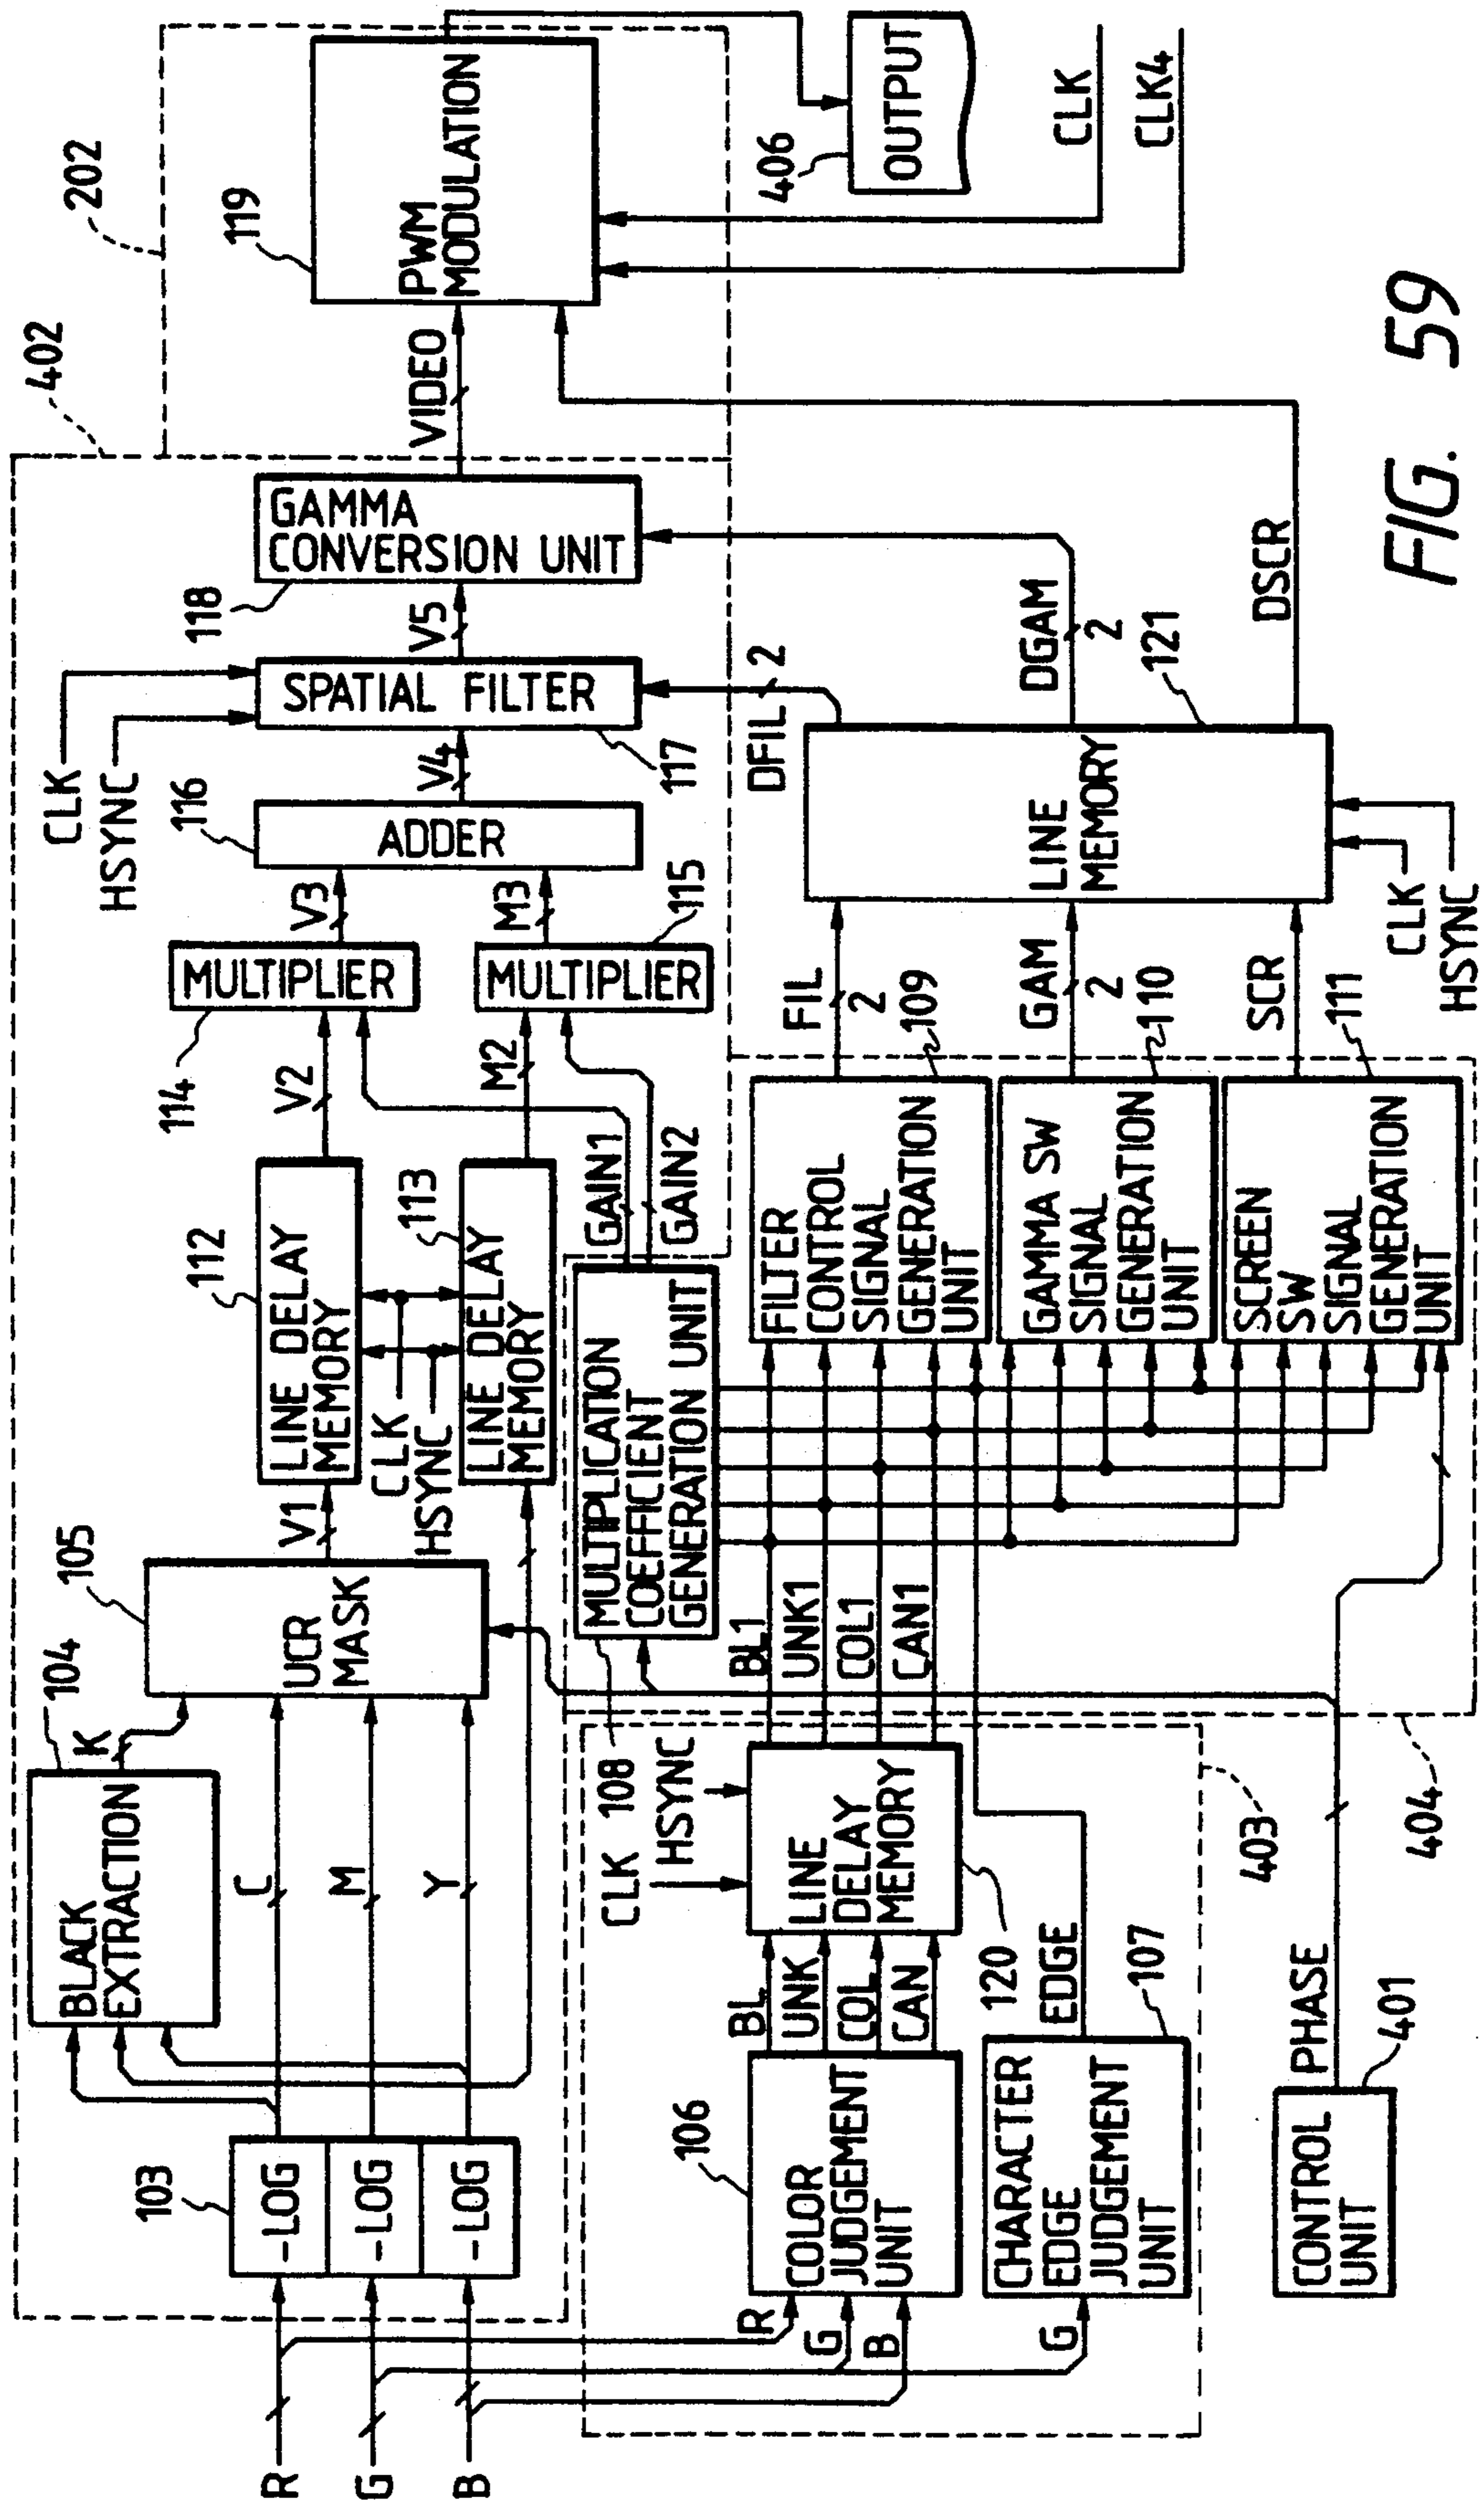 402
202
CLK
HSYNC
104
105
112
116
118
119
103
BLACK
EXTRACTION
K
UCR
MASK
V1
LINE DELAY
MEMORY
V2
114
MULTIPLIER
V3
ADDER
V4
SPATIAL FILTER
V5
GAMMA
CONVERSION UNIT
VIDEO
PWM
MODULATION
R
G
B
-LOG
-LOG
-LOG
C
M
Y
CLK
HSYNC
113
LINE DELAY
MEMORY
M2
MULTIPLIER
M3
115
117
MULTIPLICATION
COEFFICIENT
GENERATION UNIT
GAIN1
GAIN2
108
CLK
HSYNC
406
OUTPUT
106
R
G
B
G
COLOR
JUDGEMENT
UNIT
BL
UNK
COL
CAN
LINE
DELAY
MEMORY
120
BL1
UNK1
COL1
CAN1
FILTER
CONTROL
SIGNAL
GENERATION
UNIT
109
FIL
2
DFIL
2
LINE
MEMORY
CHARACTER
EDGE
JUDGEMENT
UNIT
107
EDGE
GAMMA SW
SIGNAL
GENERATION
UNIT
110
GAM
2
DGAM
2
121
CLK
CLK4
403
SCREEN
SW
SIGNAL
GENERATION
UNIT
111
SCR
DSCR
CONTROL
UNIT
401
PHASE
404
CLK
HSYNC
FIG. 59